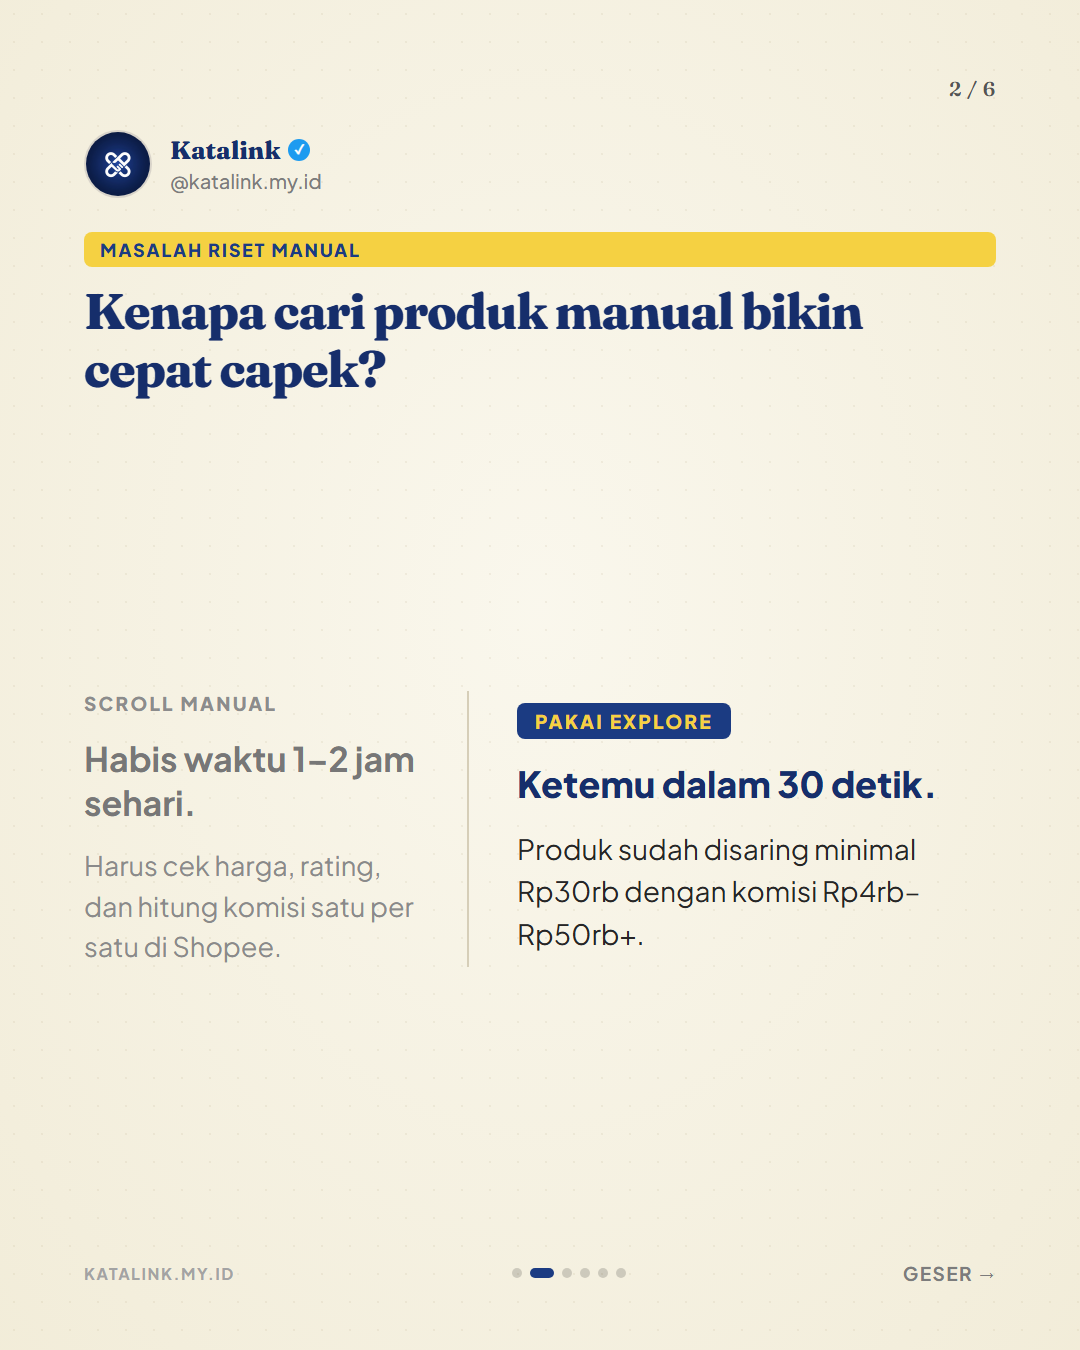 2 / 6
Katalink
@katalink.my.id
MASALAH RISET MANUAL
Kenapa cari produk manual bikin
cepat capek?
SCROLL MANUAL
Habis waktu 1–2 jam
sehari.
Harus cek harga, rating,
dan hitung komisi satu per
satu di Shopee.
PAKAI EXPLORE
Ketemu dalam 30 detik.
Produk sudah disaring minimal
Rp30rb dengan komisi Rp4rb–
Rp50rb+.
KATALINK.MY.ID
GESER →